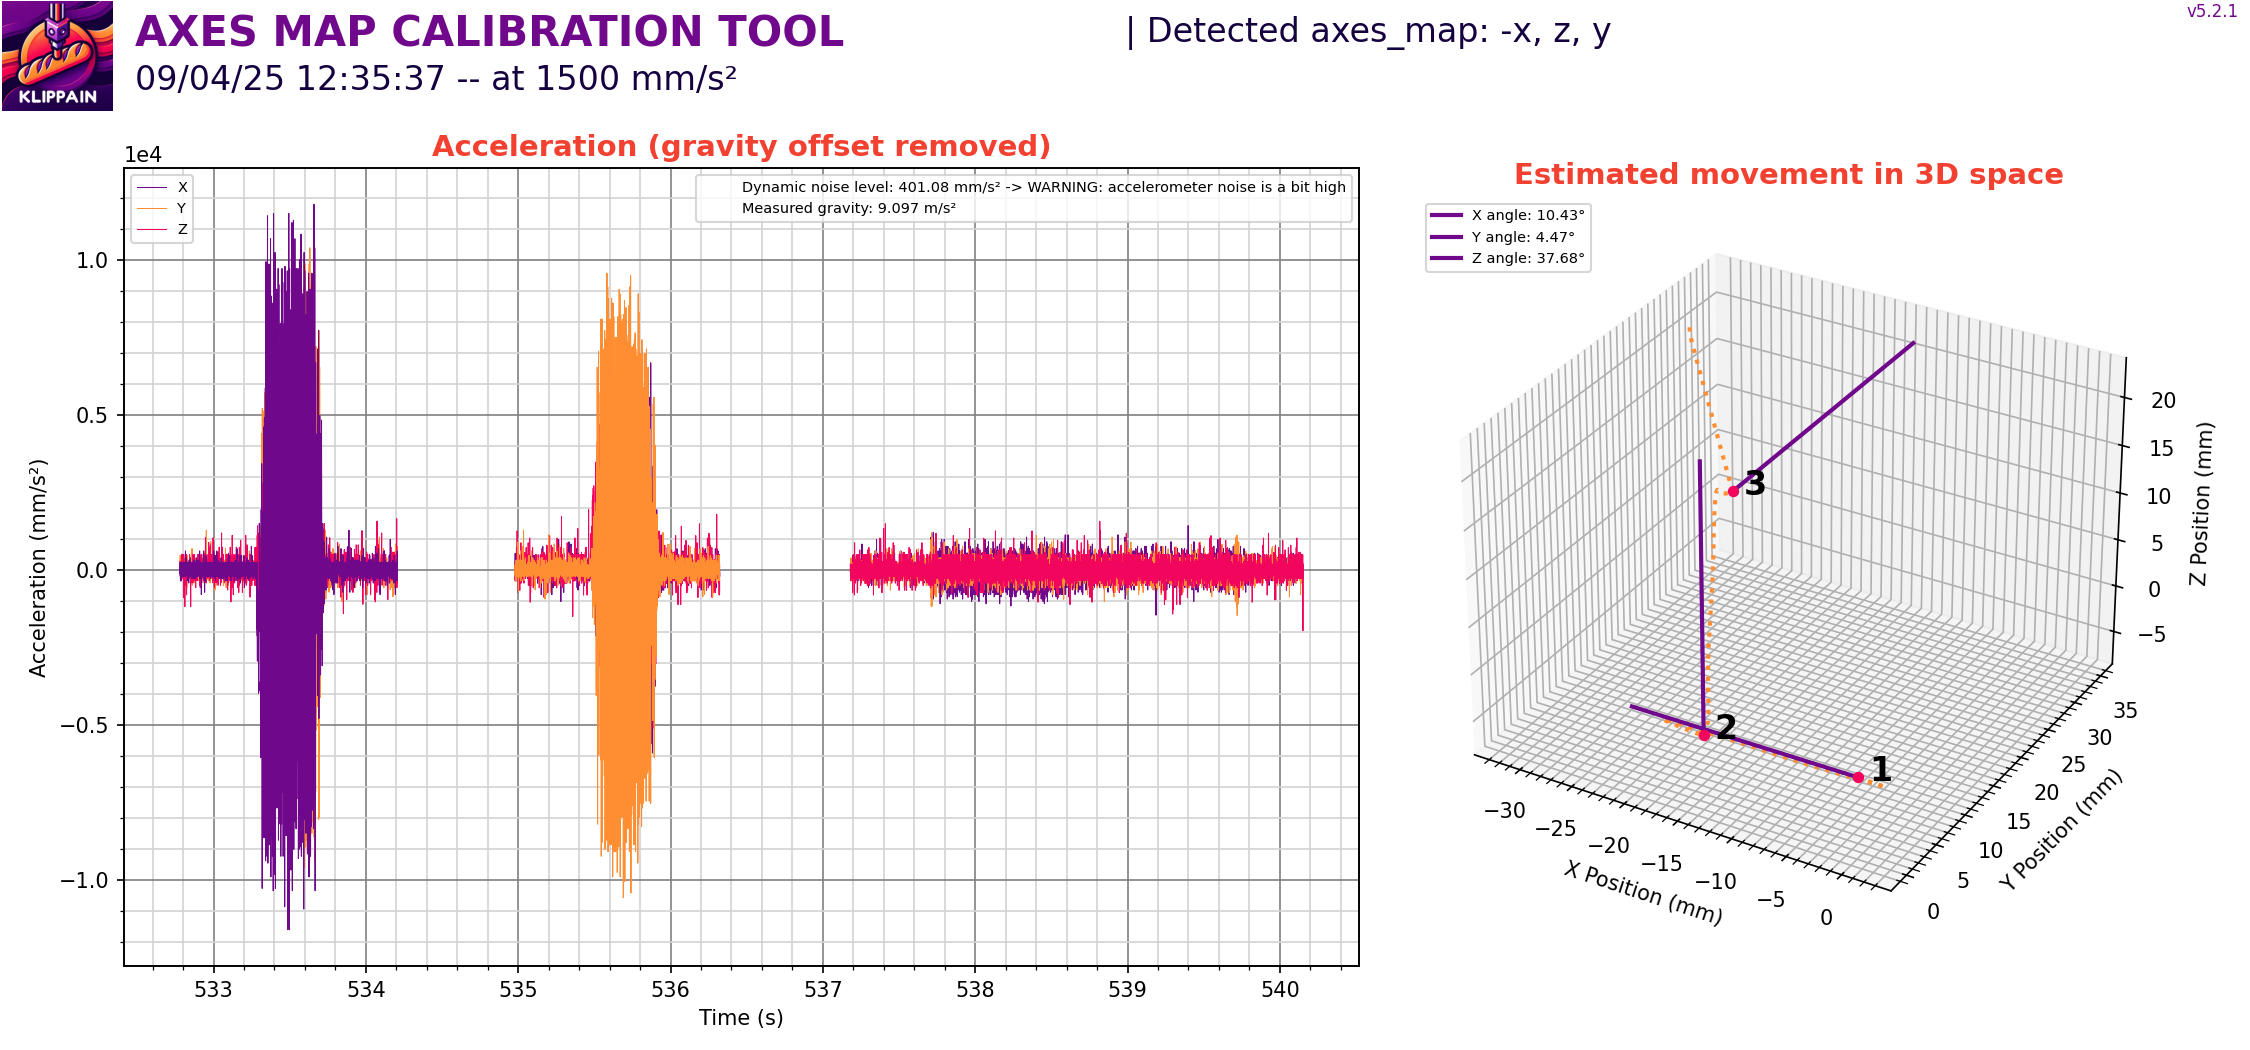 AXES MAP CALIBRATION TOOL
| Detected axes_map: -x, z, y
v5.2.1
09/04/25 12:35:37 -- at 1500 mm/s²
KLIPPAIN
Acceleration (gravity offset removed)
1e4
X
Y
Z
Dynamic noise level: 401.08 mm/s² -> WARNING: accelerometer noise is a bit high
Measured gravity: 9.097 m/s²
1.0
0.5
0.0
−0.5
−1.0
Acceleration (mm/s²)
533 534 535 536 537 538 539 540
Time (s)
Estimated movement in 3D space
X angle: 10.43°
Y angle: 4.47°
Z angle: 37.68°
3
2
1
20
15
10
5
0
−5
Z Position (mm)
35
30
25
20
15
10
5
0
Y Position (mm)
−30
−25
−20
−15
−10
−5
0
X Position (mm)